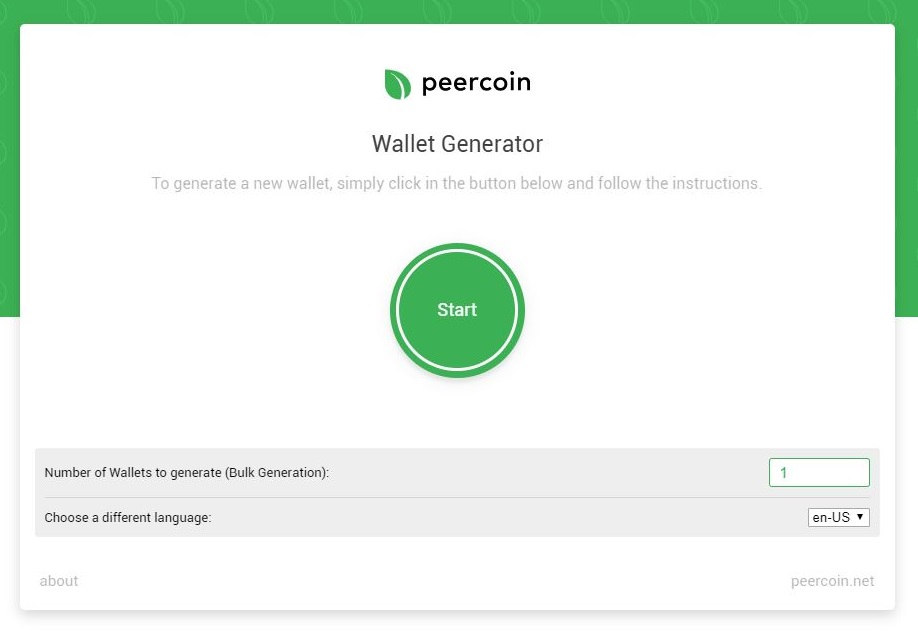 peercoin
Wallet Generator
To generate a new wallet, simply click in the button below and follow the instructions.
Start
Number of Wallets to generate (Bulk Generation):
1
Choose a different language:
en-US
about
peercoin.net